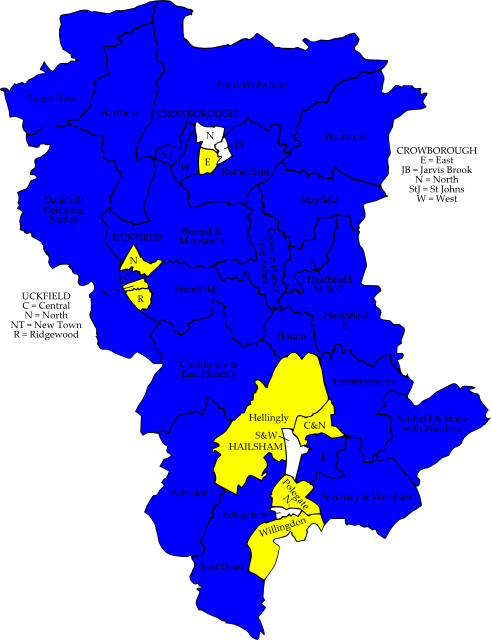 Frant/Withyham
Forest Row
Hartfield
CROWBOROUGH
N
JB
StJ
W
E
Rotherfield
Wadhurst
CROWBOROUGH
E = East
JB = Jarvis Brook
N = North
StJ = St Johns
W = West
Mayfield
Danehill/
Fletching/
Nutley
Buxted &
Maresfield
Cross in Hand/
Five Ashes
UCKFIELD
N
C
NT
R
Framfield
Heathfield
N. & C.
Heathfield
E
UCKFIELD
C = Central
N = North
NT = New Town
R = Ridgewood
Horam
Chiddingly &
East Hoathly
Herstmonceux
Hellingly
C&N
S&W
HAILSHAM
E
Ninfield & Hooe
with Wartling
Alfriston
Polegate
N
Pevensey & Westham
Polegate S
Willingdon
East Dean